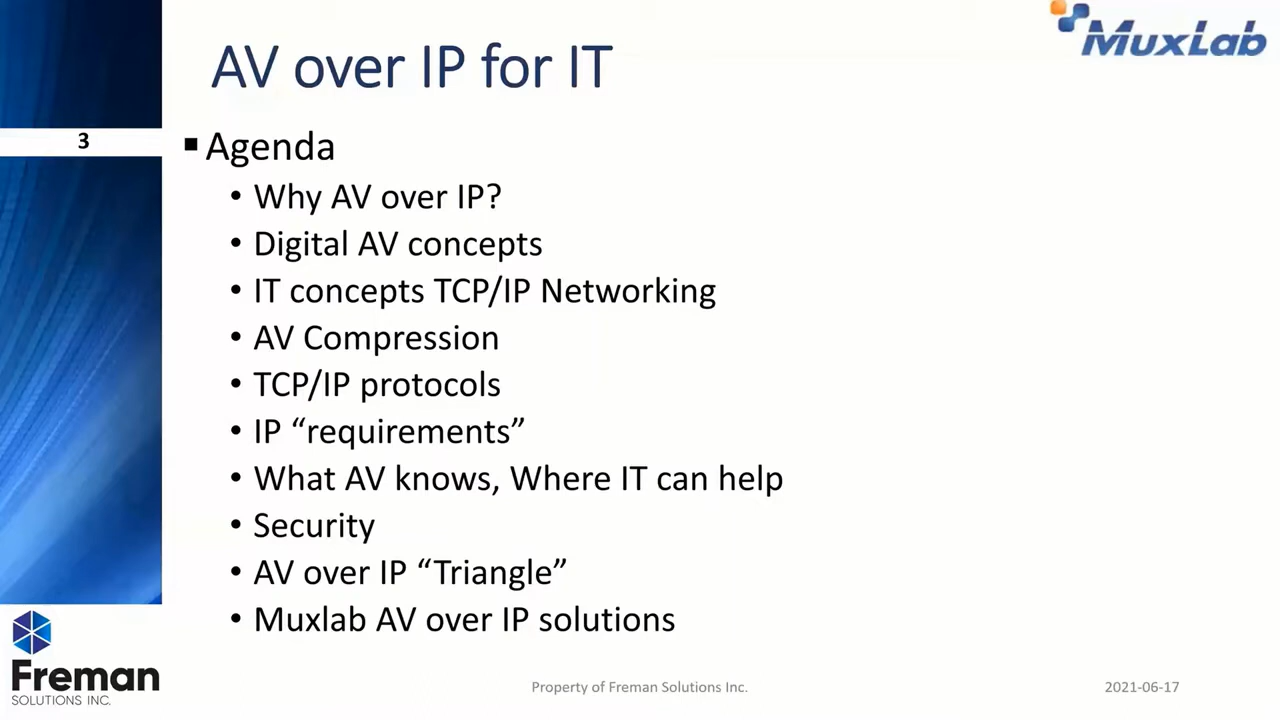 MuxLab
AV over IP for IT
3
▪ Agenda
• Why AV over IP?
• Digital AV concepts
• IT concepts TCP/IP Networking
• AV Compression
• TCP/IP protocols
• IP “requirements”
• What AV knows, Where IT can help
• Security
• AV over IP “Triangle”
• Muxlab AV over IP solutions
Freman
SOLUTIONS INC.
Property of Freman Solutions Inc.
2021-06-17